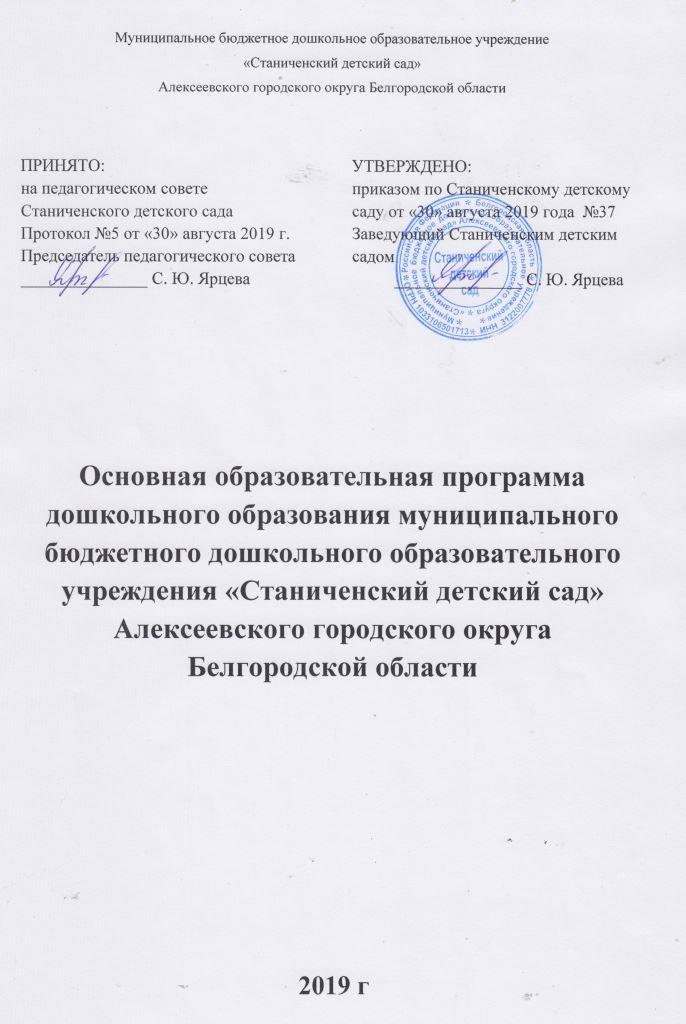 Муниципальное бюджетное дошкольное образовательное учреждение
«Станиченский детский сад»
Алексеевского городского округа Белгородской области
ПРИНЯТО:
на педагогическом совете
Станиченского детского сада
Протокол №5 от «30» августа 2019 г.
Председатель педагогического совета
С. Ю. Ярцева
УТВЕРЖДЕНО:
приказом по Станиченскому детскому
саду от «30» августа 2019 года №37
Заведующий Станиченским детским
садом
С. Ю. Ярцева
Станиченский
детский
сад
Основная образовательная программа
дошкольного образования муниципального
бюджетного дошкольного образовательного
учреждения «Станиченский детский сад»
Алексеевского городского округа
Белгородской области
2019 г